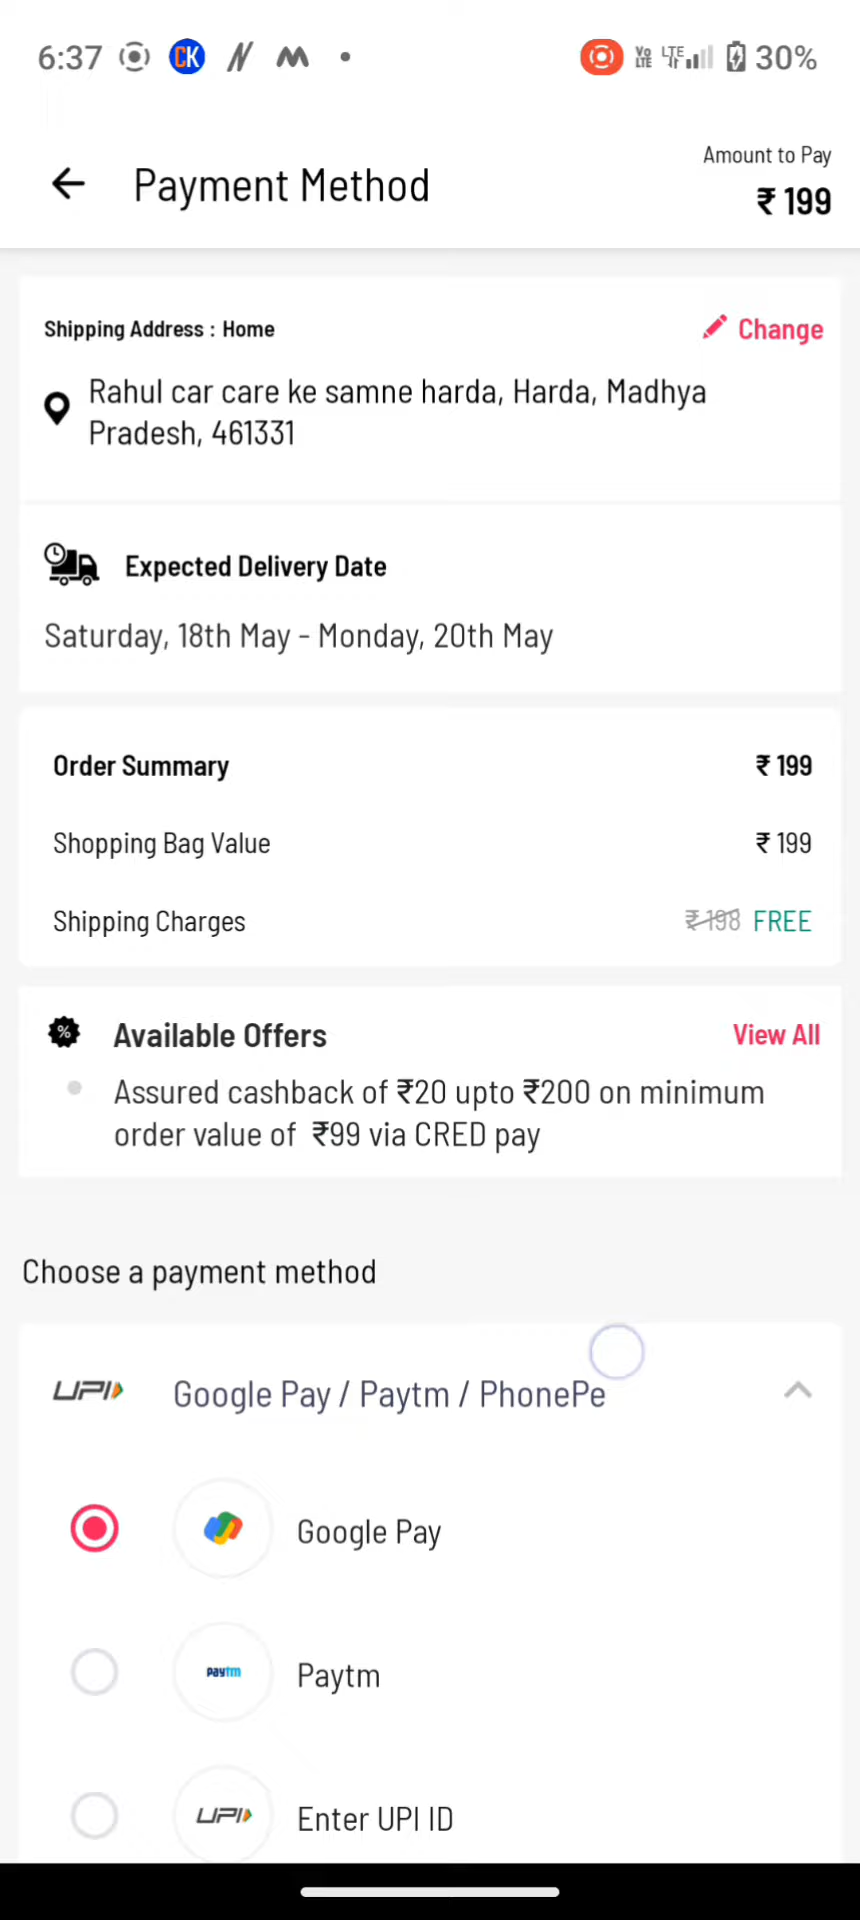 6:37 CK N Vo LTE LTE 30%
Payment Method
Amount to Pay
₹ 199
Shipping Address : Home
Change
Rahul car care ke samne harda, Harda, Madhya
Pradesh, 461331
Expected Delivery Date
Saturday, 18th May - Monday, 20th May
Order Summary ₹ 199
Shopping Bag Value ₹ 199
Shipping Charges ₹ 198 FREE
% Available Offers View All
Assured cashback of ₹20 upto ₹200 on minimum
order value of ₹99 via CRED pay
Choose a payment method
UPI Google Pay / Paytm / PhonePe
Google Pay
paytm Paytm
UPI Enter UPI ID